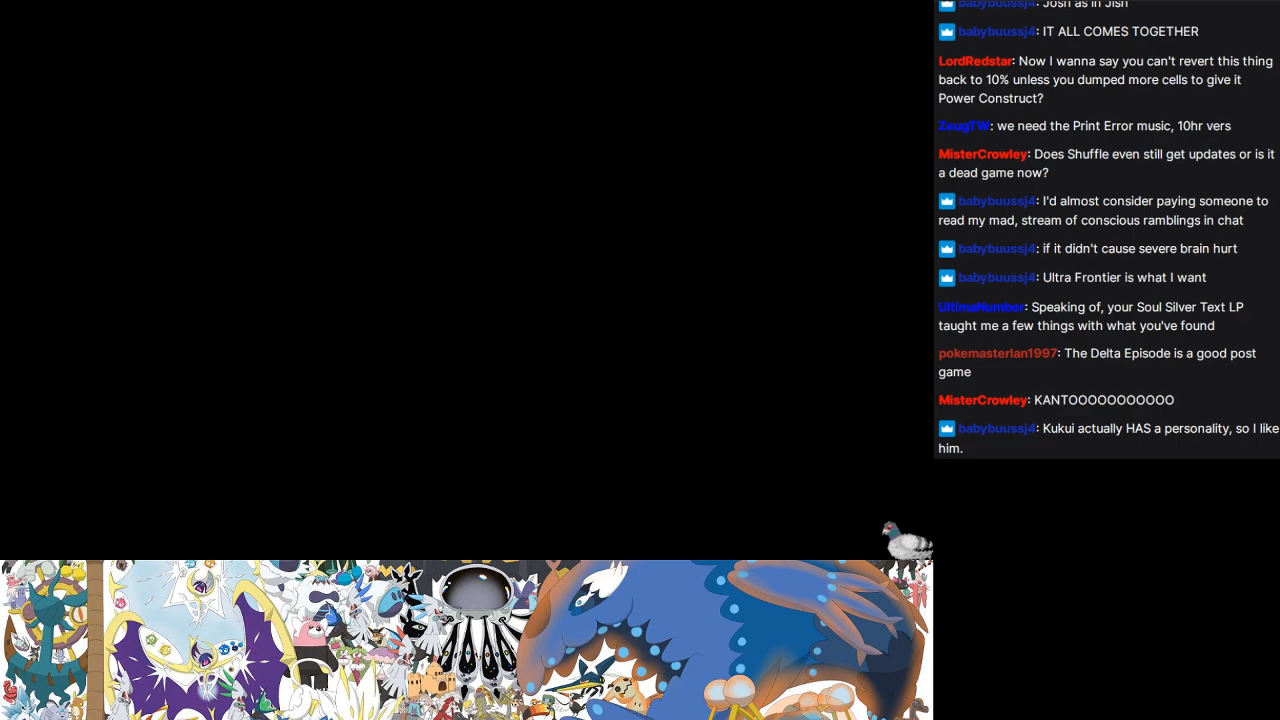 babybuussj4: Josh as in Jish
babybuussj4: IT ALL COMES TOGETHER
LordRedstar: Now I wanna say you can't revert this thing
back to 10% unless you dumped more cells to give it
Power Construct?
ZaugTW: we need the Print Error music, 10hr vers
MisterCrowley: Does Shuffle even still get updates or is it
a dead game now?
babybuussj4: I'd almost consider paying someone to
read my mad, stream of conscious ramblings in chat
babybuussj4: if it didn't cause severe brain hurt
babybuussj4: Ultra Frontier is what I want
UltimaNumber: Speaking of, your Soul Silver Text LP
taught me a few things with what you've found
pokemasterIan1997: The Delta Episode is a good post
game
MisterCrowley: KANTOOOOOOOOOOO
babybuussj4: Kukui actually HAS a personality, so I like
him.